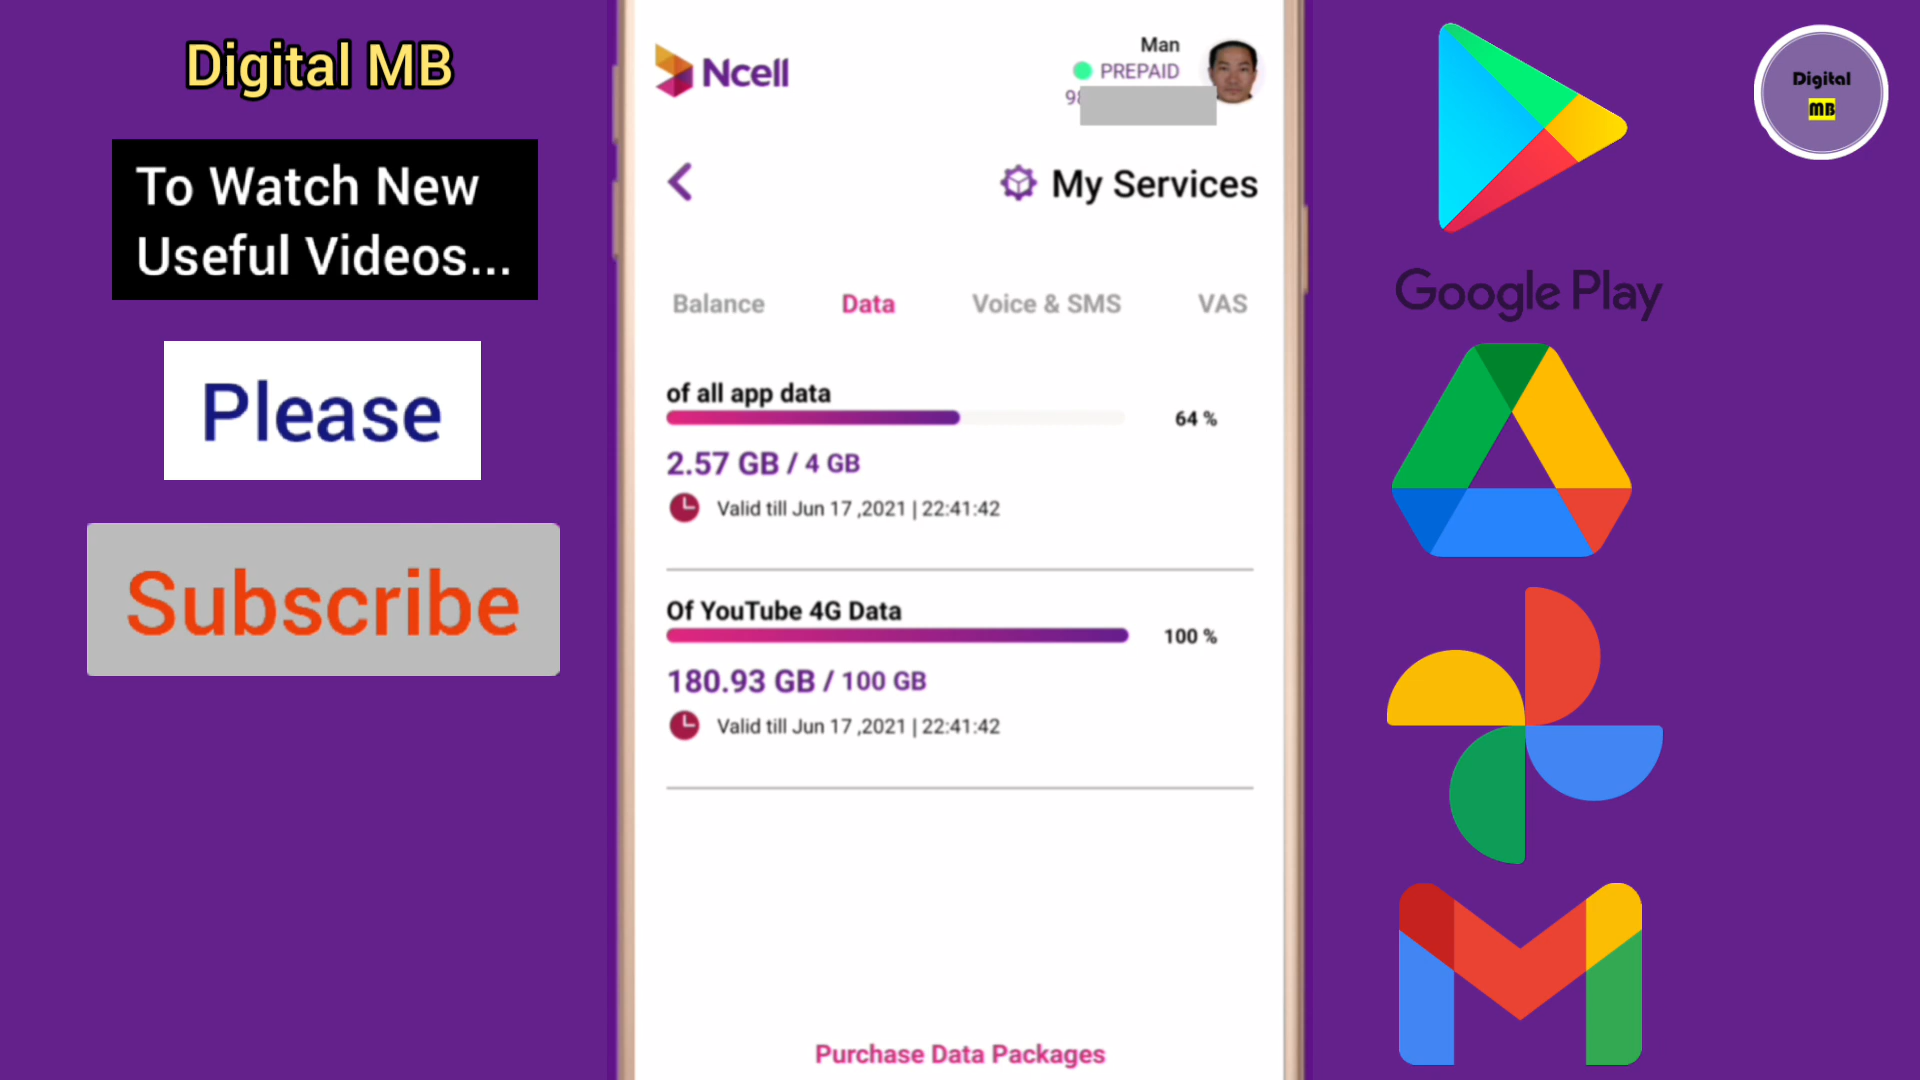 Digital MB
To Watch New
Useful Videos...
Please
Subscribe
Ncell
Man
PREPAID
98
My Services
Balance Data Voice & SMS VAS
of all app data
64 %
2.57 GB / 4 GB
Valid till Jun 17 ,2021 | 22:41:42
Of YouTube 4G Data
100 %
180.93 GB / 100 GB
Valid till Jun 17 ,2021 | 22:41:42
Purchase Data Packages
Google Play
Digital
MB